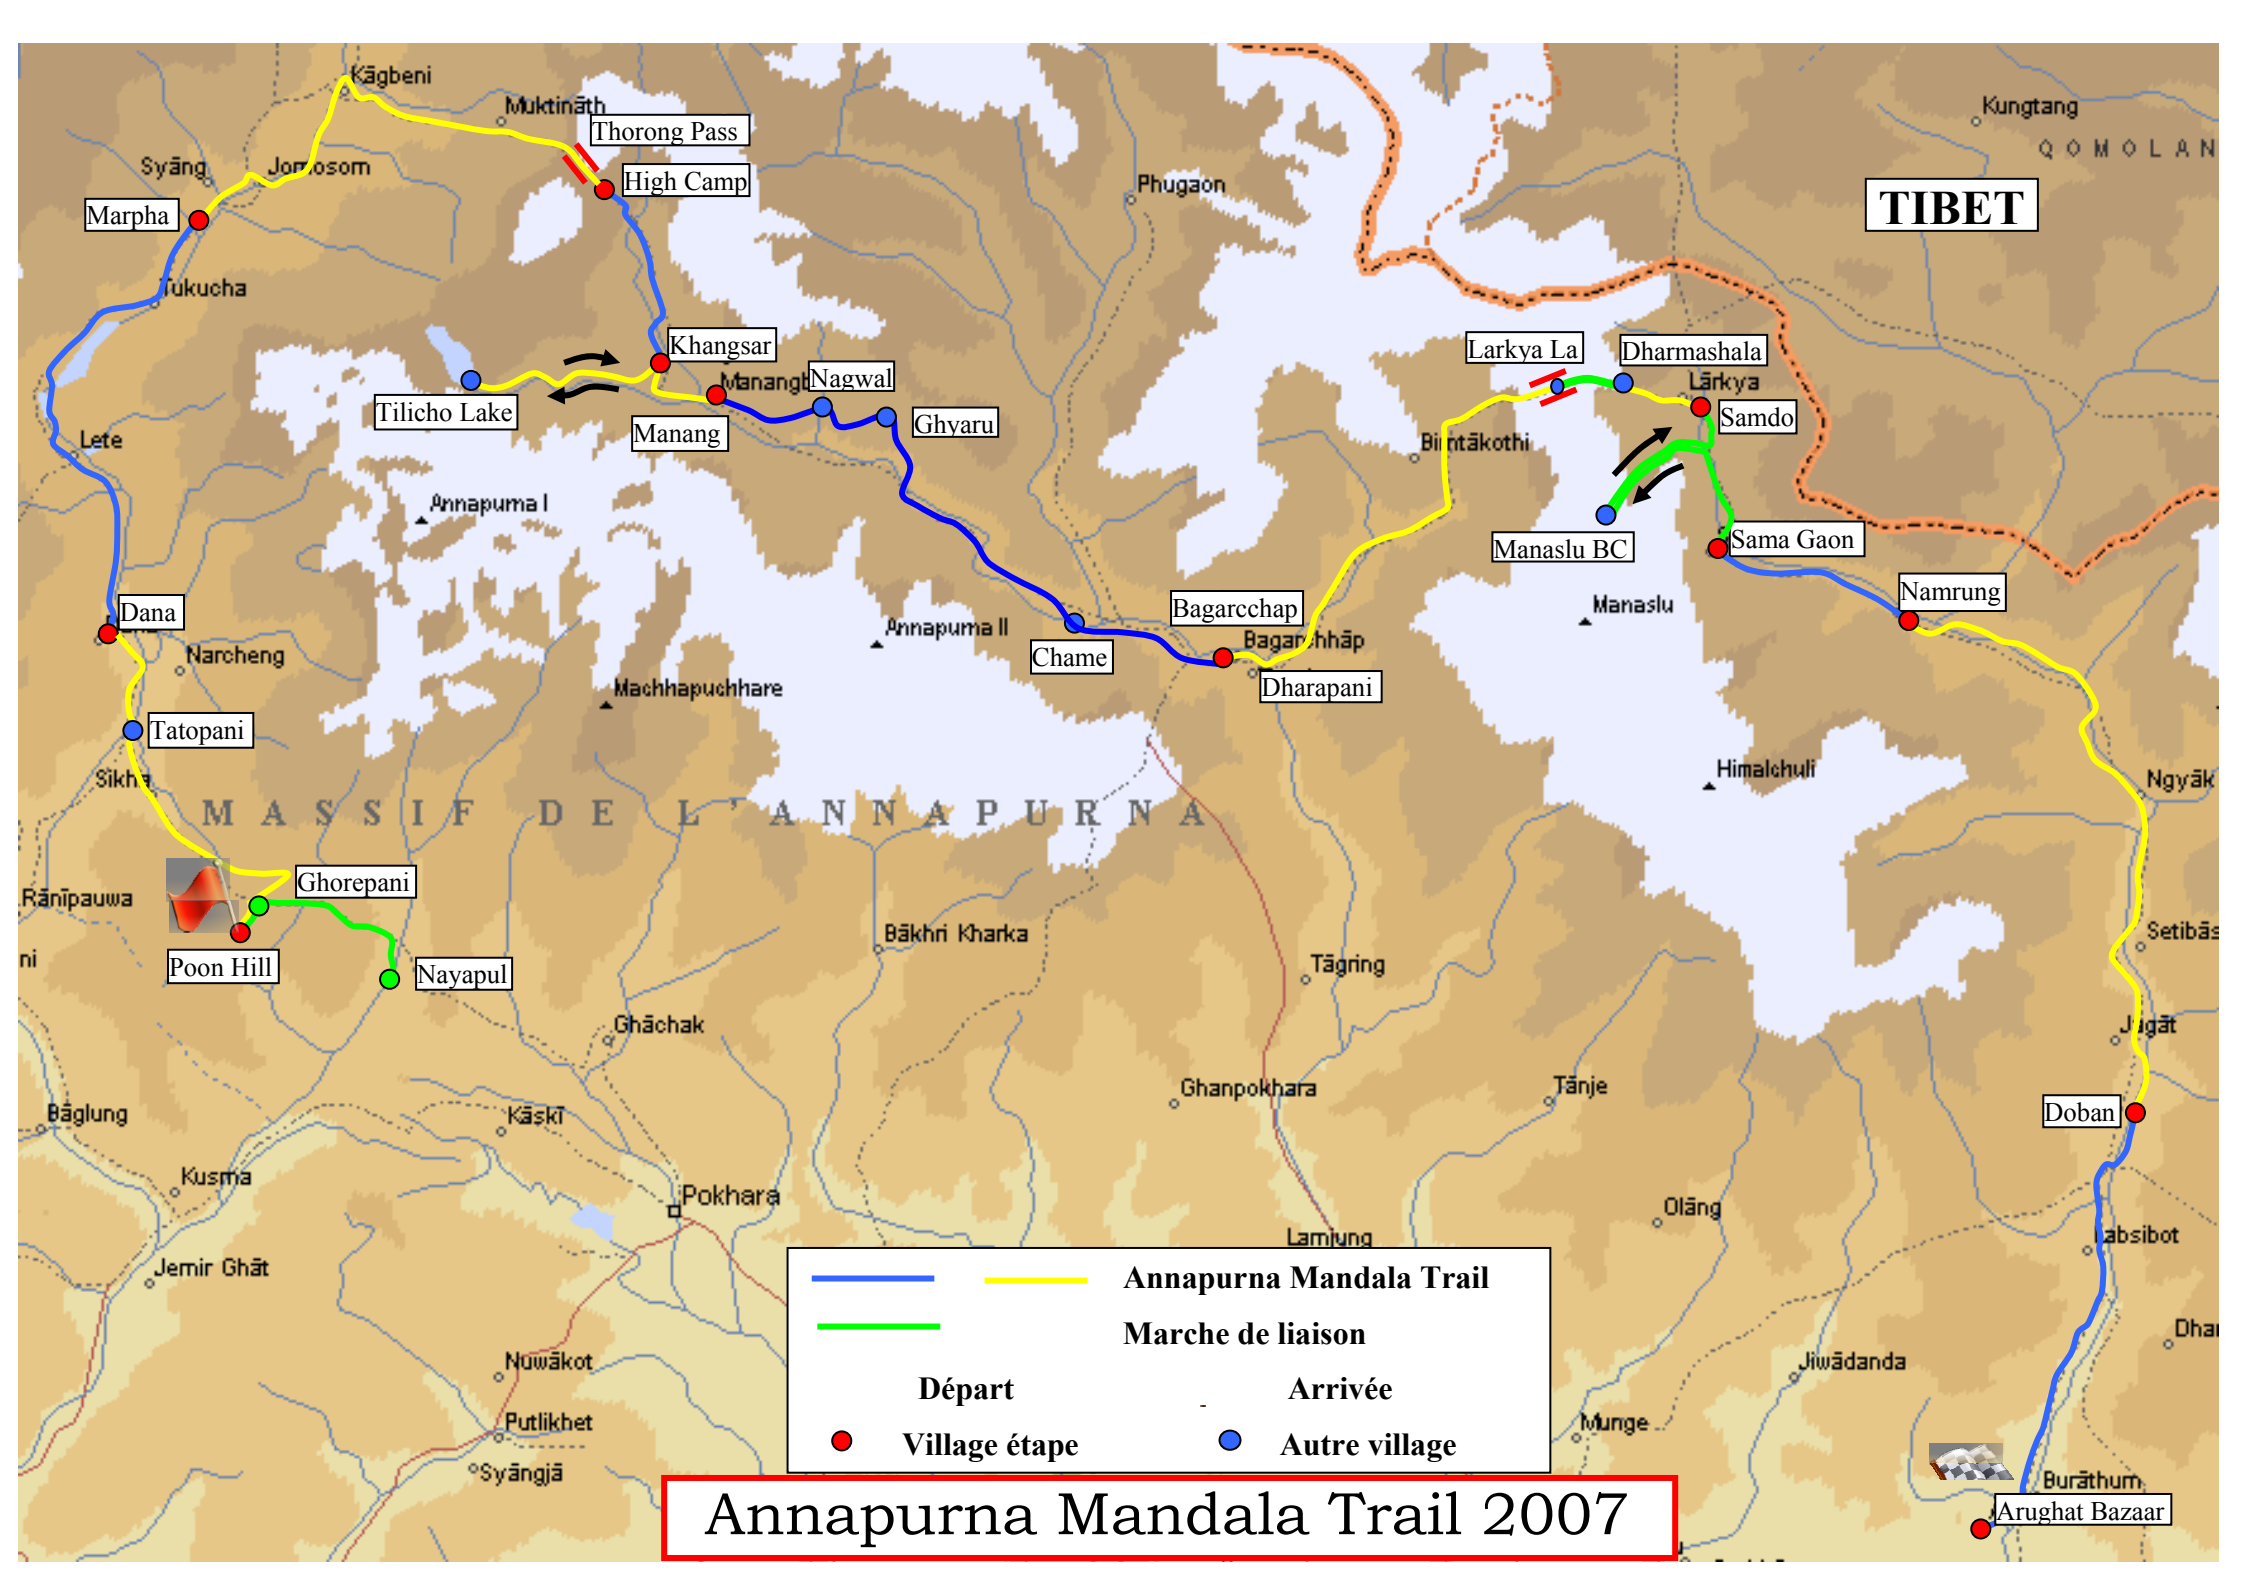 Kāgbeni
Muktināth
Thorong Pass
Kungtang
QOMOLAN
Syāng
Jomosom
High Camp
Phugaon
TIBET
Marpha
Tukucha
Khangsar
Larkya La
Dharmashala
Nagwal
Lārkya
Tilicho Lake
Manang
Ghyaru
Samdo
Lete
Annapurna I
Manaslu BC
Sama Gaon
Namrung
Dana
Bagarcchap
Manaslu
Annapurna II
Narcheng
Chame
Bagarchhāp
Machhapuchhare
Dharapani
Tatopani
Sikha
Himalchuli
Ngyāk
MASSIF DE L'ANNAPURNA
Ghorepani
Rānīpauwa
Poon Hill
Nayapul
Bākhri Kharka
Setibās
ni
Tāgring
Ghāchak
Jagāt
Ghanpokhara
Tānje
Doban
Bāglung
Kāskī
Kusma
Pokhara
Olāng
Labsibot
Lamjung
Jemir Ghāt
Annapurna Mandala Trail
Marche de liaison
Départ
Arrivée
Village étape
Autre village
Dhar
Nuwākot
Jiwādanda
Putlikhet
Munge
Syāngjā
Burāthum
Arughat Bazaar
Annapurna Mandala Trail 2007